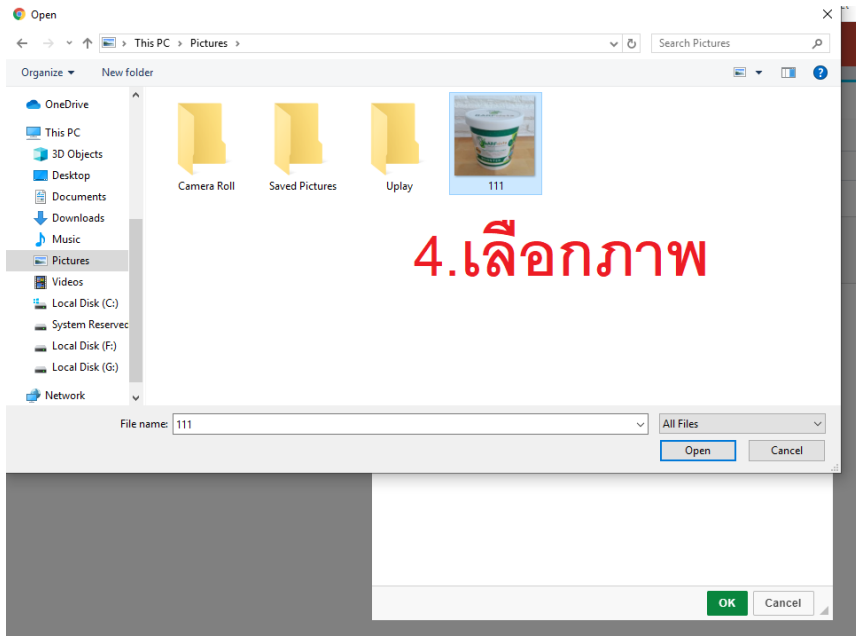 Open
This PC > Pictures >
Search Pictures
Organize
New folder
OneDrive
This PC
3D Objects
Desktop
Documents
Downloads
Music
Pictures
Videos
Local Disk (C:)
System Reserved
Local Disk (F:)
Local Disk (G:)
Network
Camera Roll
Saved Pictures
Uplay
111
4.เลือกภาพ
File name: 111
All Files
Open
Cancel
OK
Cancel